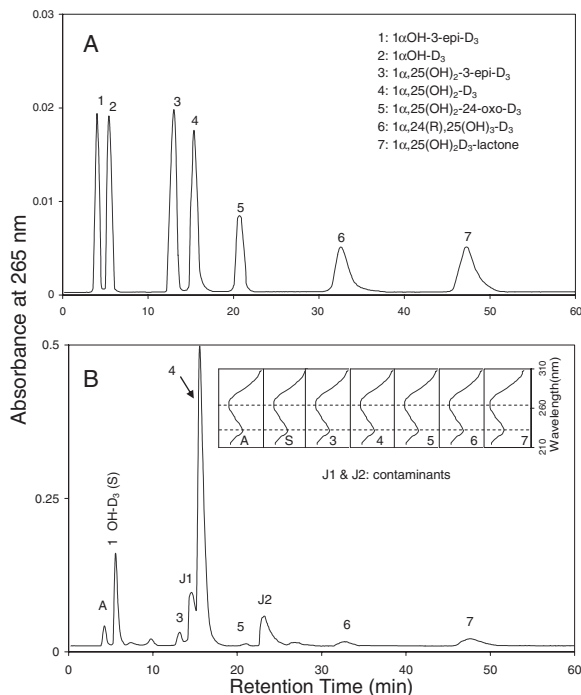 A
1: 1αOH-3-epi-D₃
2: 1αOH-D₃
3: 1α,25(OH)₂-3-epi-D₃
4: 1α,25(OH)₂-D₃
5: 1α,25(OH)₂-24-oxo-D₃
6: 1α,24(R),25(OH)₃-D₃
7: 1α,25(OH)₂D₃-lactone
0.03
0.02
0.01
0
1 2 3 4 5 6 7
0 10 20 30 40 50 60
Absorbance at 265 nm
B
0.5
0.25
0
4
A S 3 4 5 6 7
310
260
210
Wavelength(nm)
J1 & J2: contaminants
1 OH-D₃ (S)
A
3
J1
5
J2
6
7
0 10 20 30 40 50 60
Retention Time (min)